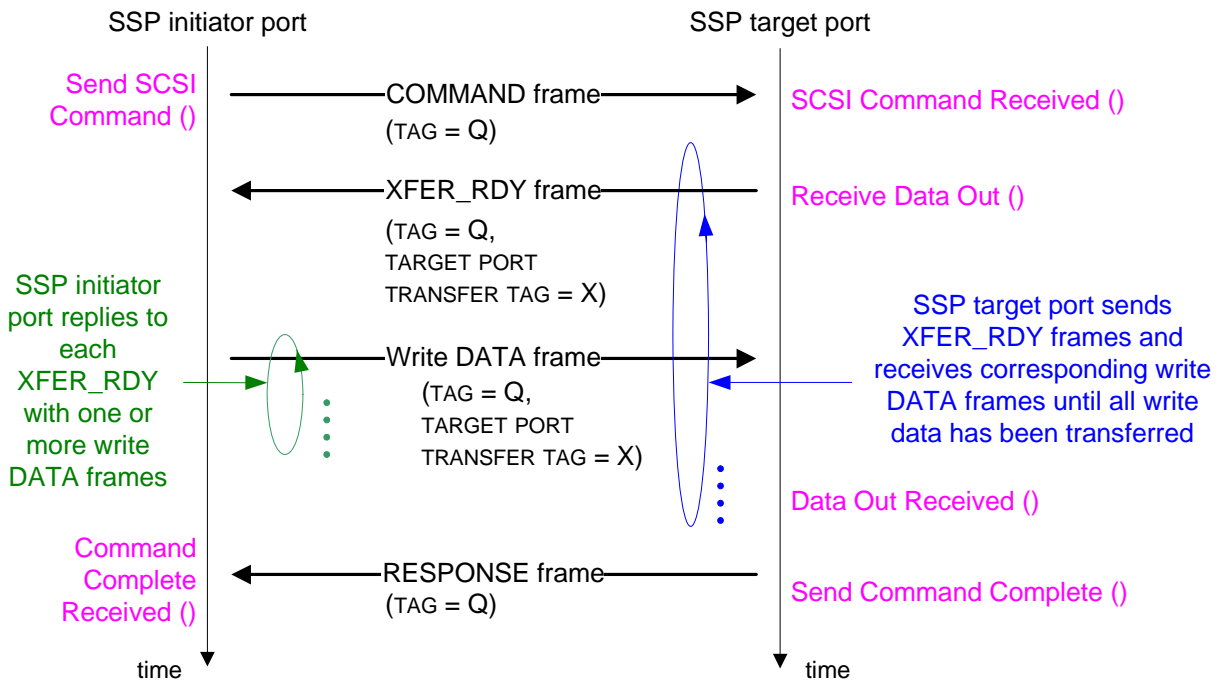 SSP initiator port
SSP target port
Send SCSI
Command ()
COMMAND frame
(TAG = Q)
SCSI Command Received ()
XFER_RDY frame
(TAG = Q,
TARGET PORT
TRANSFER TAG = X)
Receive Data Out ()
SSP initiator
port replies to
each
XFER_RDY
with one or
more write
DATA frames
Write DATA frame
(TAG = Q,
TARGET PORT
TRANSFER TAG = X)
SSP target port sends
XFER_RDY frames and
receives corresponding write
DATA frames until all write
data has been transferred
Data Out Received ()
Command
Complete
Received ()
RESPONSE frame
(TAG = Q)
Send Command Complete ()
time
time